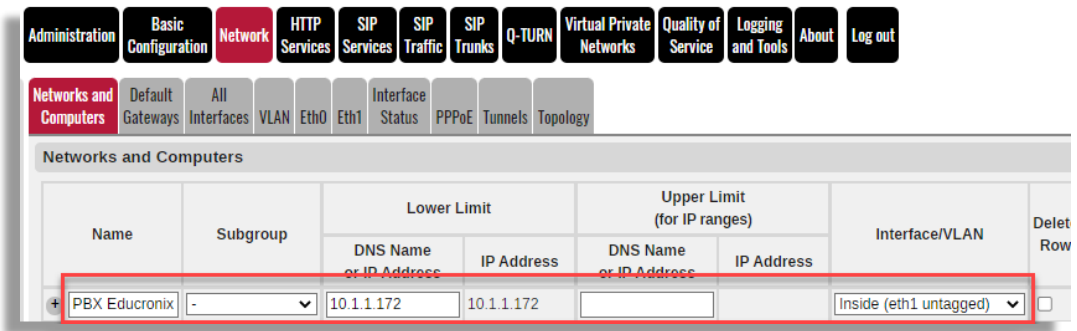 Administration Basic Configuration Network HTTP Services SIP Services SIP Traffic SIP Trunks Q-TURN Virtual Private Networks Quality of Service Logging and Tools About Log out
Networks and Computers Default Gateways All Interfaces VLAN Eth0 Eth1 Interface Status PPPoE Tunnels Topology
Networks and Computers
Name Subgroup Lower Limit Upper Limit (for IP ranges) Interface/VLAN Delete Row
DNS Name or IP Address IP Address DNS Name or IP Address IP Address
+ PBX Educronix - 10.1.1.172 10.1.1.172 Inside (eth1 untagged)